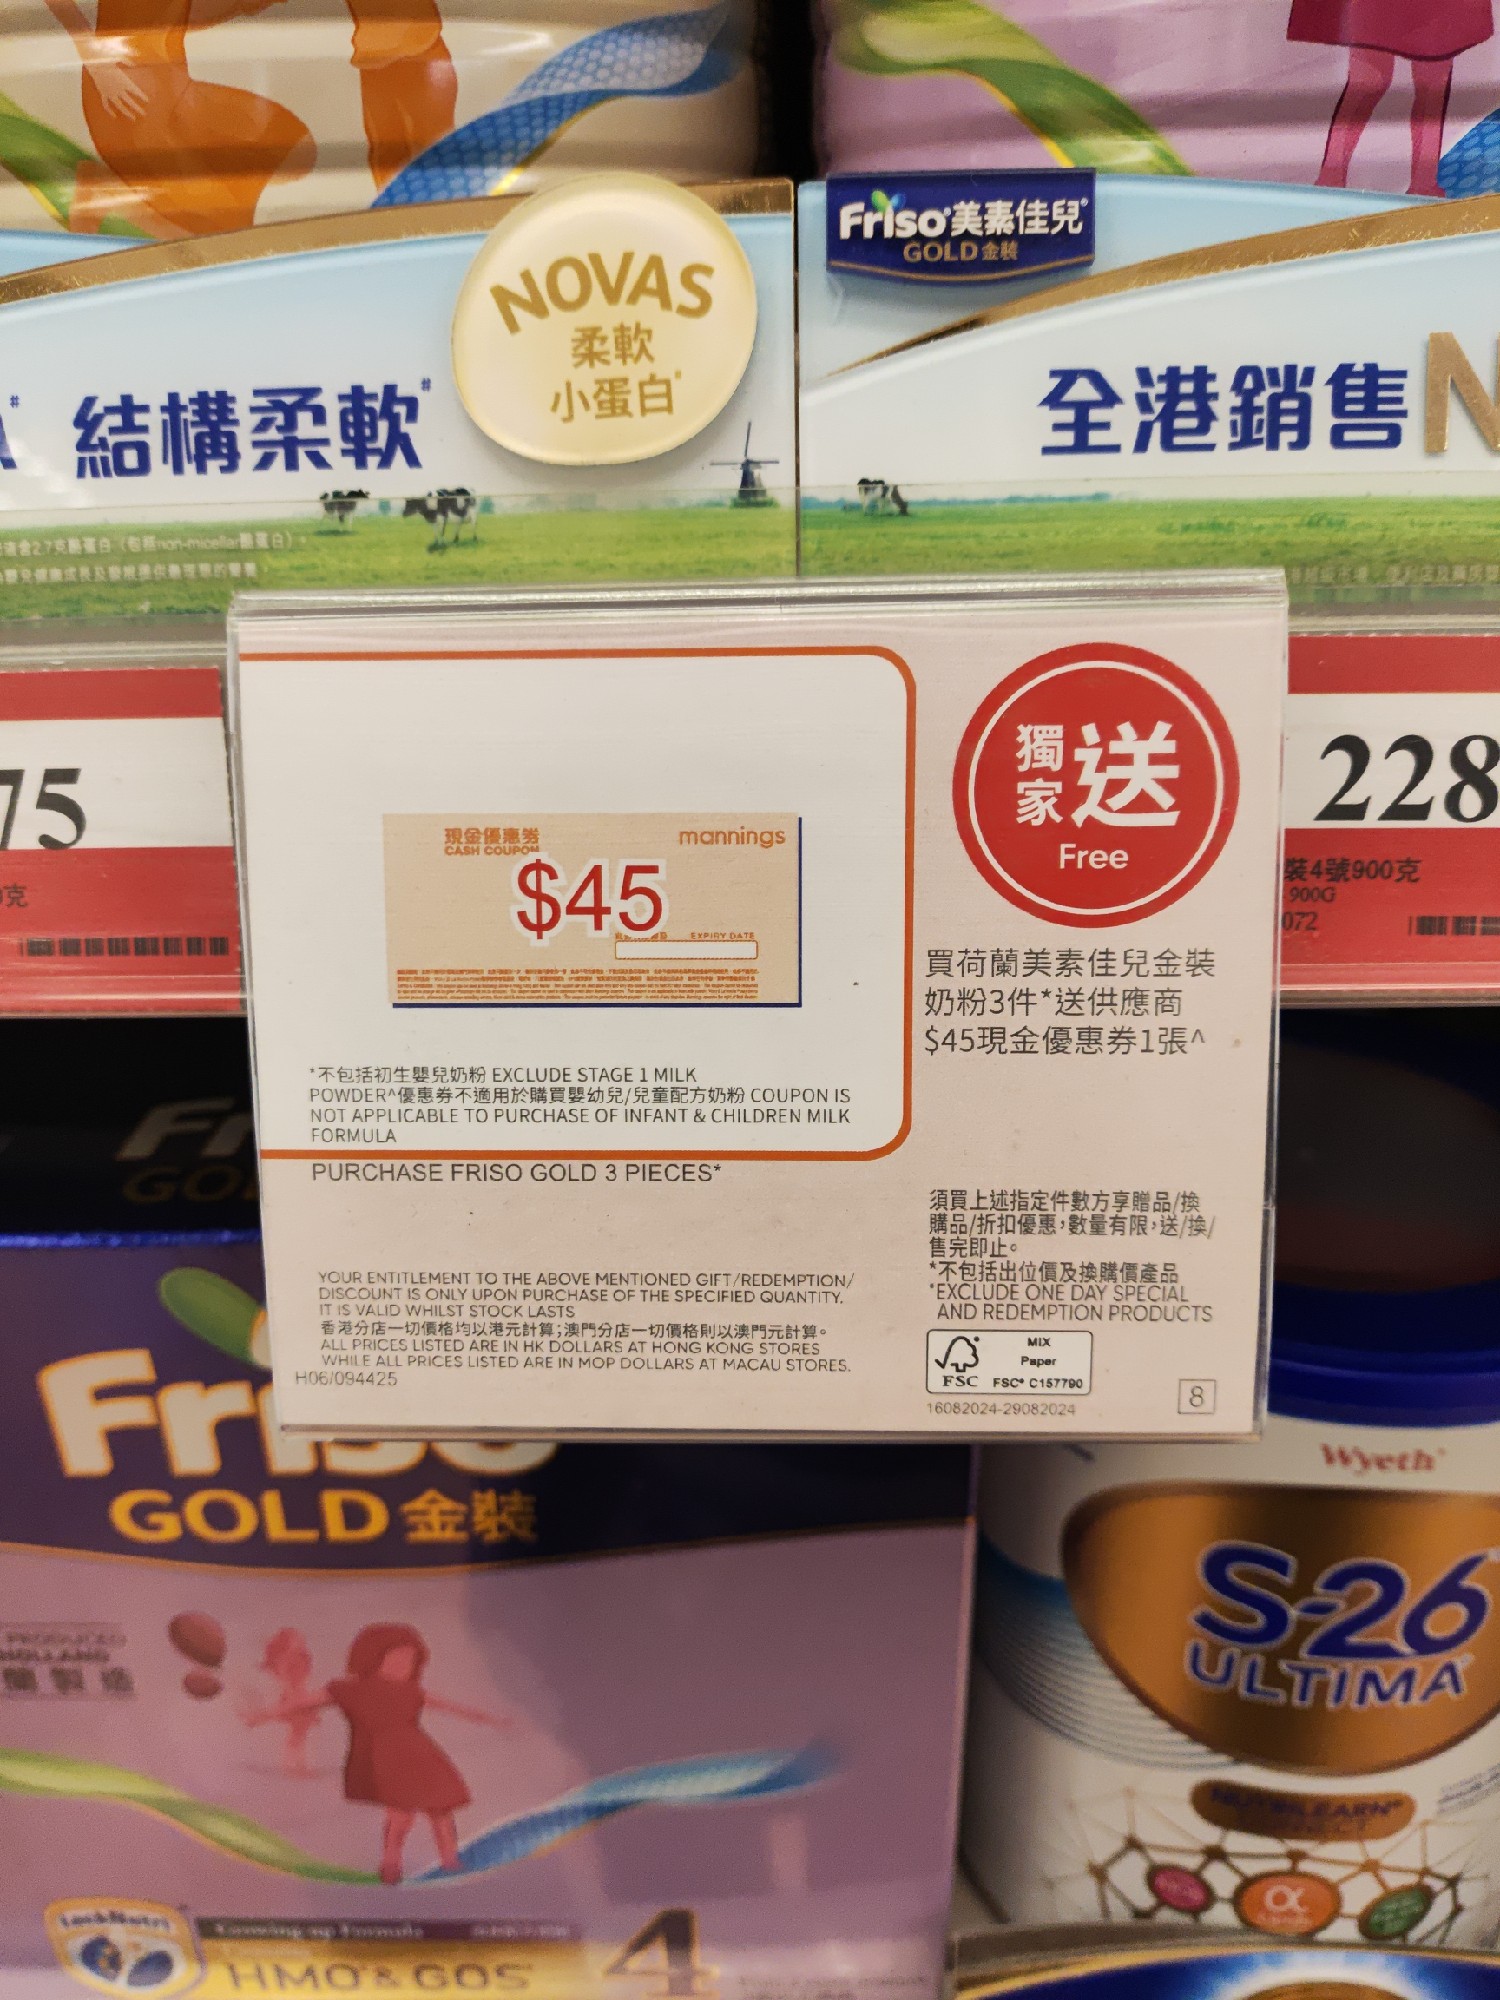 NOVAS
柔軟
小蛋白
結構柔軟#
Friso美素佳兒
GOLD金裝
全港銷售N
75
228
克
裝4號900克
900G
072
現金優惠券
CASH COUPON
mannings
$45
EXPIRY DATE
獨家送
Free
買荷蘭美素佳兒金裝
奶粉3件*送供應商
$45現金優惠券1張^
*不包括初生嬰兒奶粉 EXCLUDE STAGE 1 MILK
POWDER^優惠券不適用於購買嬰幼兒/兒童配方奶粉 COUPON IS
NOT APPLICABLE TO PURCHASE OF INFANT & CHILDREN MILK
FORMULA
PURCHASE FRISO GOLD 3 PIECES*
須買上述指定件數方享贈品/換
購品/折扣優惠,數量有限,送/換/
售完即止。
*不包括出位價及換購價產品
*EXCLUDE ONE DAY SPECIAL
AND REDEMPTION PRODUCTS
YOUR ENTITLEMENT TO THE ABOVE MENTIONED GIFT/REDEMPTION/
DISCOUNT IS ONLY UPON PURCHASE OF THE SPECIFIED QUANTITY.
IT IS VALID WHILST STOCK LASTS
香港分店一切價格均以港元計算;澳門分店一切價格則以澳門元計算。
ALL PRICES LISTED ARE IN HK DOLLARS AT HONG KONG STORES
WHILE ALL PRICES LISTED ARE IN MOP DOLLARS AT MACAU STORES.
H06/094425
FSC
MIX
Paper
FSC® C157790
16082024-29082024
8
Friso
GOLD金裝
Growing up Formula
HMO'S & GOS
4
Wyeth
S-26
ULTIMA
α